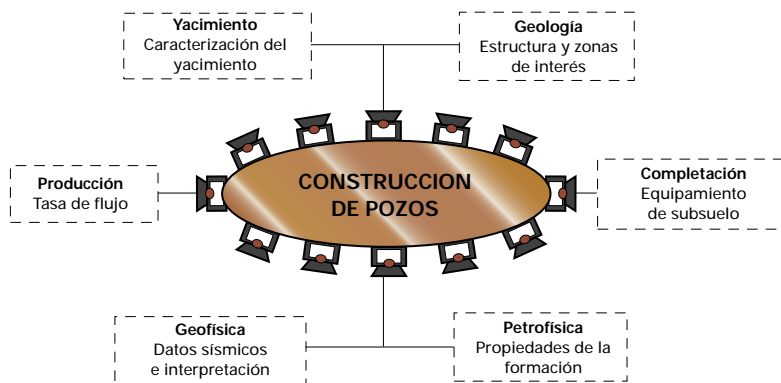 Yacimiento
Caracterización del
yacimiento
Geología
Estructura y zonas
de interés
Producción
Tasa de flujo
CONSTRUCCION
DE POZOS
Completación
Equipamiento
de subsuelo
Geofísica
Datos sísmicos
e interpretación
Petrofísica
Propiedades de la
formación